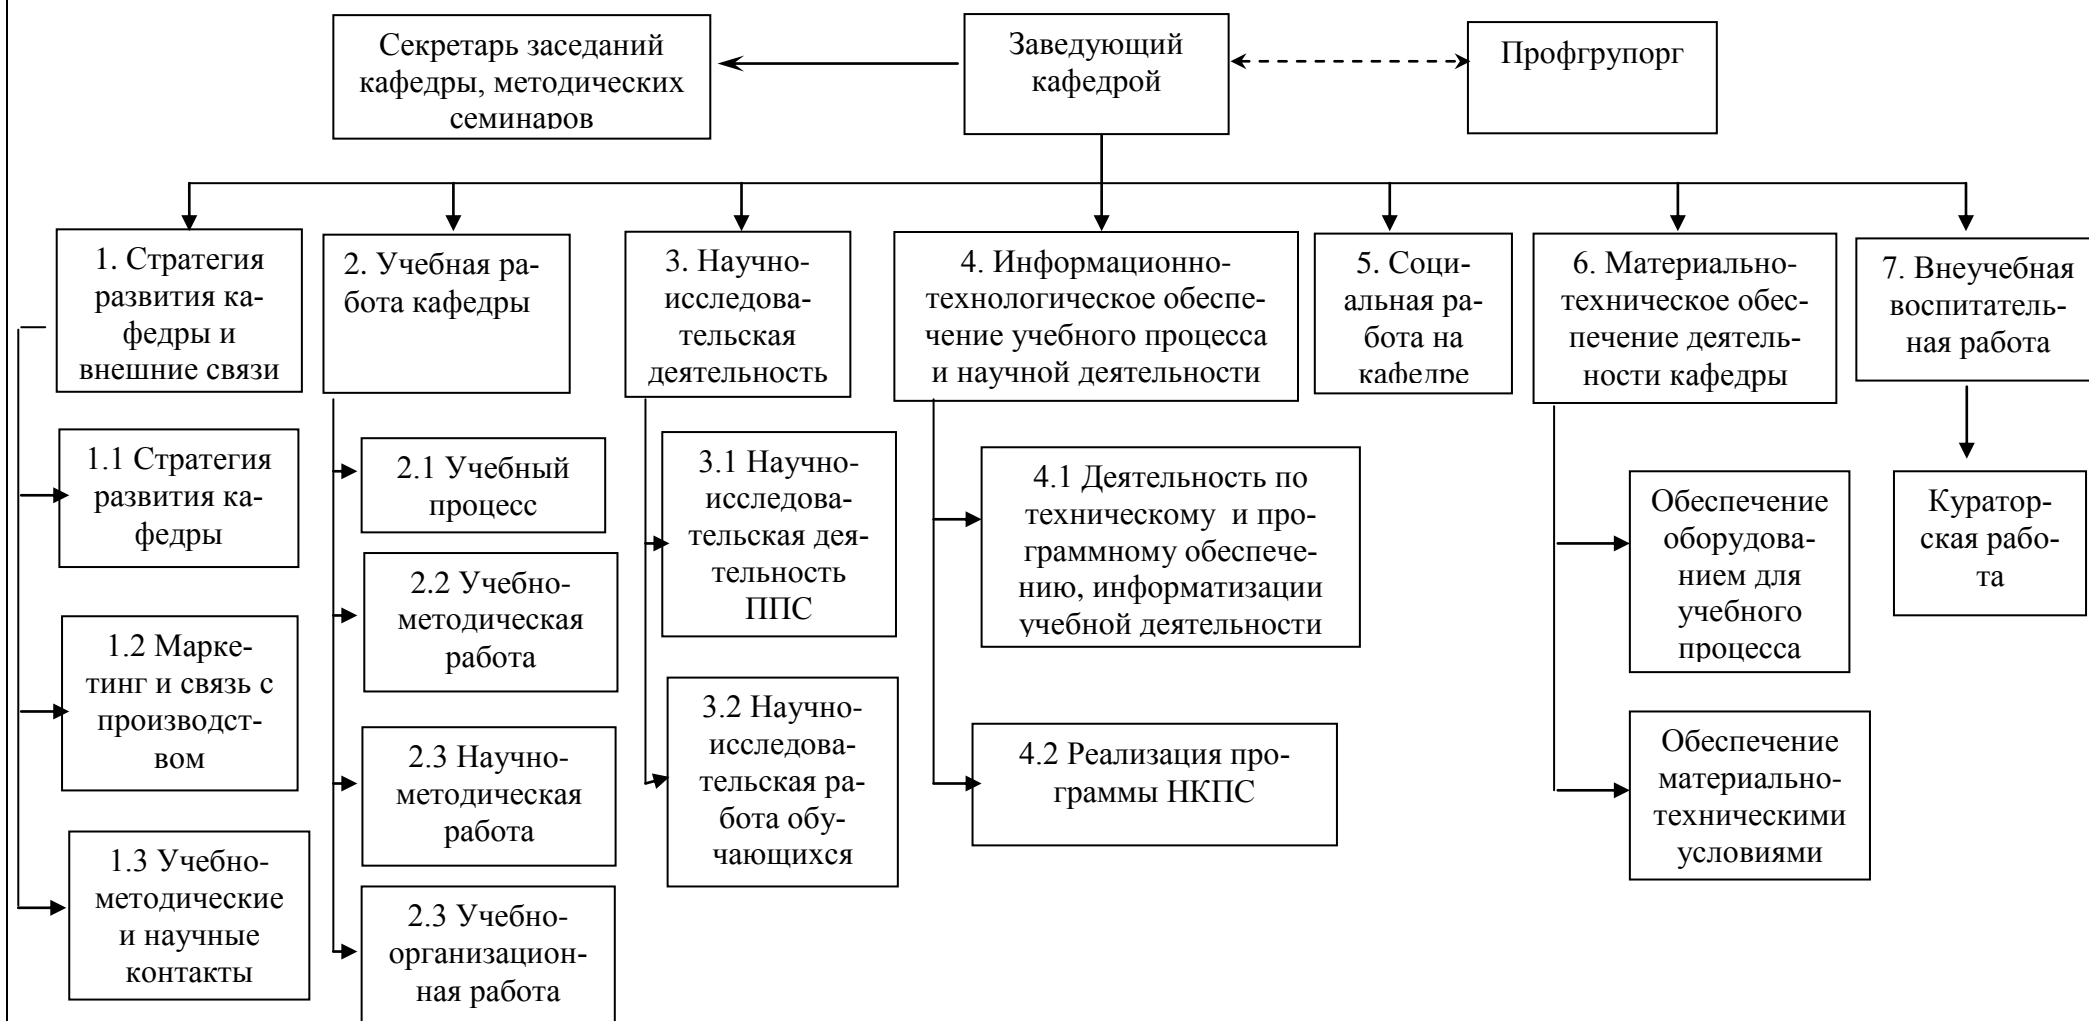 Секретарь заседаний
кафедры, методических
семинаров
Заведующий
кафедрой
Профгрупорг
1. Стратегия
развития ка-
федры и
внешние связи
2. Учебная ра-
бота кафедры
3. Научно-
исследова-
тельская
деятельность
4. Информационно-
технологическое обеспе-
чение учебного процесса
и научной деятельности
5. Соци-
альная ра-
бота на
кафедре
6. Материально-
техническое обес-
печение деятель-
ности кафедры
7. Внеучебная
воспитатель-
ная работа
1.1 Стратегия
развития ка-
федры
1.2 Марке-
тинг и связь с
производст-
вом
1.3 Учебно-
методические
и научные
контакты
2.1 Учебный
процесс
2.2 Учебно-
методическая
работа
2.3 Научно-
методическая
работа
2.3 Учебно-
организацион-
ная работа
3.1 Научно-
исследова-
тельская дея-
тельность
ППС
3.2 Научно-
исследова-
тельская ра-
бота обу-
чающихся
4.1 Деятельность по
техническому и про-
граммному обеспече-
нию, информатизации
учебной деятельности
4.2 Реализация про-
граммы НКПС
Обеспечение
оборудова-
нием для
учебного
процесса
Обеспечение
материально-
техническими
условиями
Куратор-
ская рабо-
та